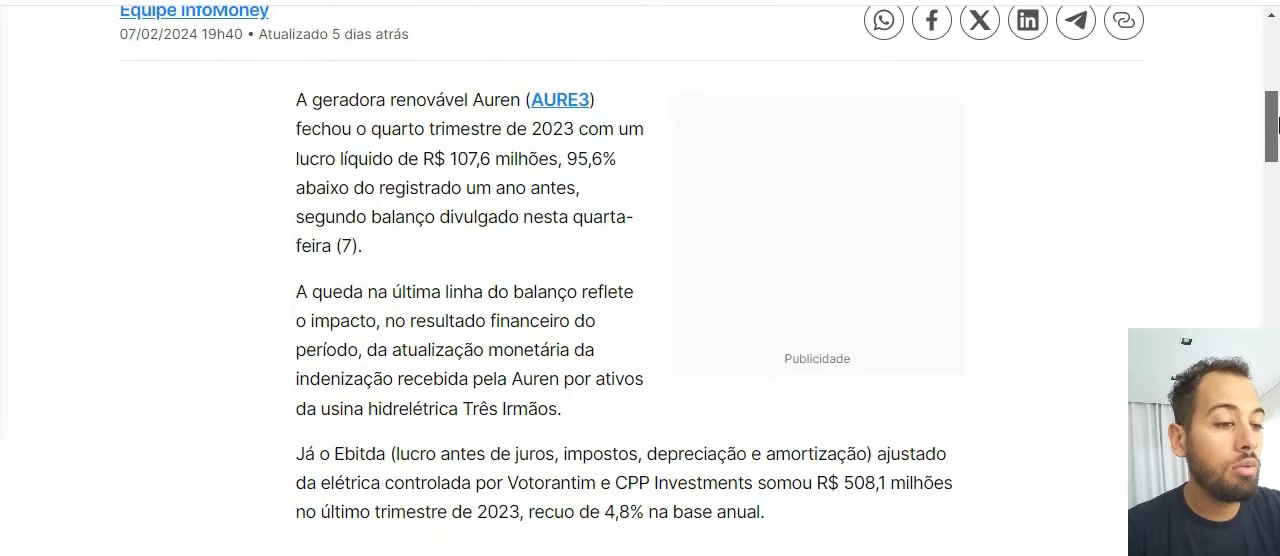 Equipe InfoMoney
07/02/2024 19h40 • Atualizado 5 dias atrás
A geradora renovável Auren (AURE3)
fechou o quarto trimestre de 2023 com um
lucro líquido de R$ 107,6 milhões, 95,6%
abaixo do registrado um ano antes,
segundo balanço divulgado nesta quarta-
feira (7).
A queda na última linha do balanço reflete
o impacto, no resultado financeiro do
período, da atualização monetária da
indenização recebida pela Auren por ativos
da usina hidrelétrica Três Irmãos.
Publicidade
Já o Ebitda (lucro antes de juros, impostos, depreciação e amortização) ajustado
da elétrica controlada por Votorantim e CPP Investments somou R$ 508,1 milhões
no último trimestre de 2023, recuo de 4,8% na base anual.